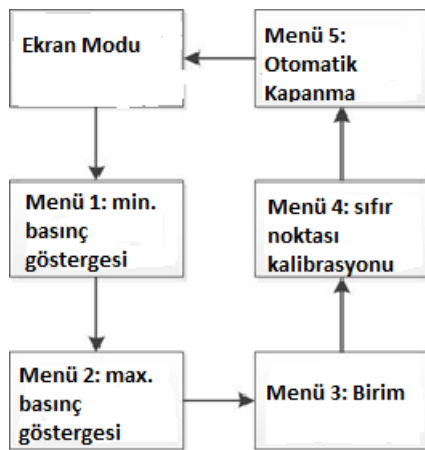 Ekran Modu
Menü 1: min.
basınç
göstergesi
Menü 2: max.
basınç
göstergesi
Menü 3: Birim
Menü 4: sıfır
noktası
kalibrasyonu
Menü 5:
Otomatik
Kapanma